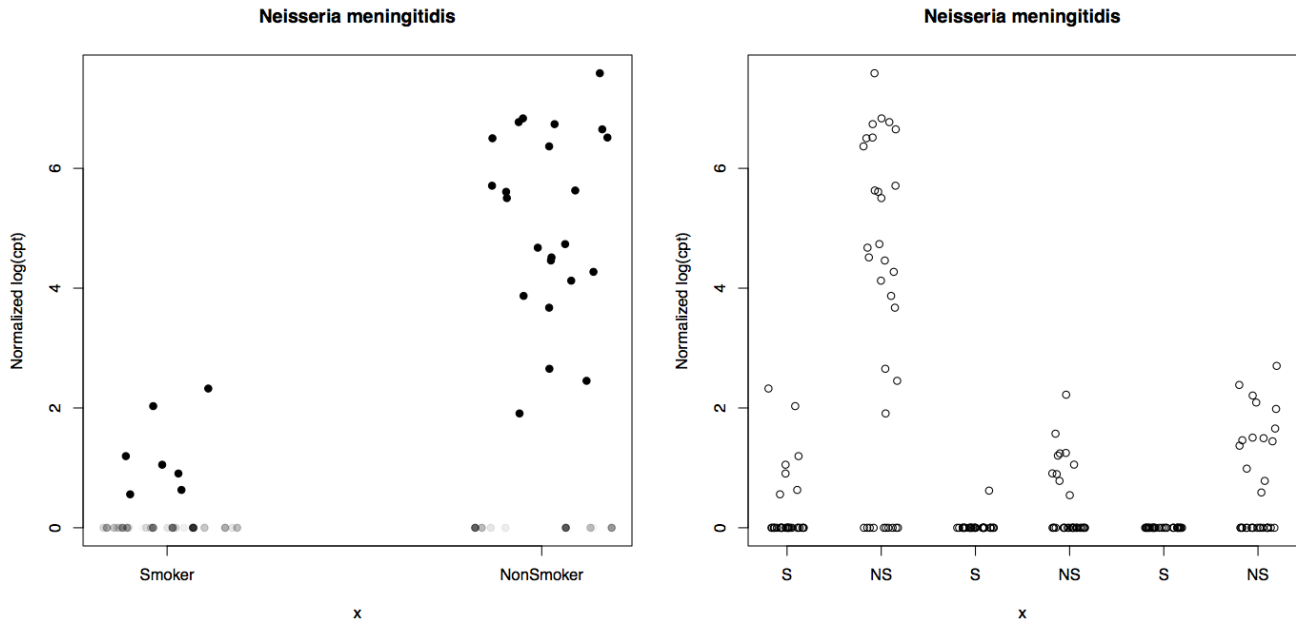 Neisseria meningitidis
Normalized log(cpt)
6
4
2
0
Smoker NonSmoker
x
Neisseria meningitidis
Normalized log(cpt)
6
4
2
0
S NS S NS S NS
x